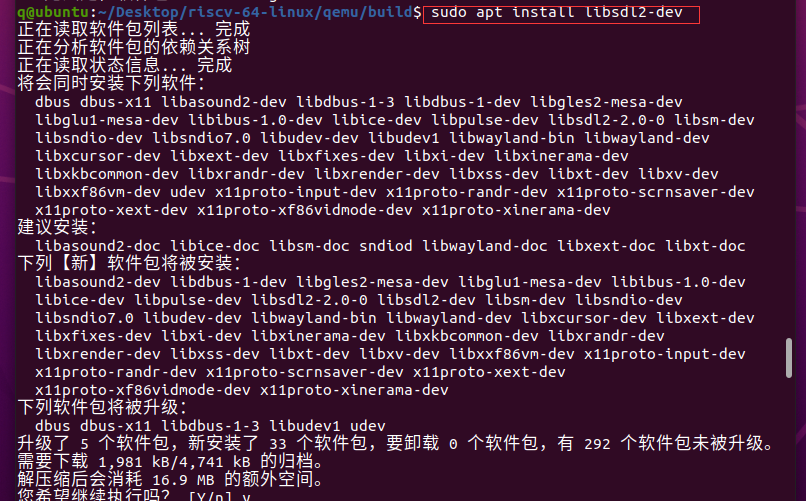 q@ubuntu:~/Desktop/riscv-64-linux/qemu/build$ sudo apt install libsdl2-dev
正在读取软件包列表... 完成
正在分析软件包的依赖关系树
正在读取状态信息... 完成
将会同时安装下列软件：
dbus dbus-x11 libasound2-dev libdbus-1-3 libdbus-1-dev libgles2-mesa-dev
libglu1-mesa-dev libibus-1.0-dev libice-dev libpulse-dev libsdl2-2.0-0 libsm-dev
libsndio-dev libsndio7.0 libudev-dev libudev1 libwayland-bin libwayland-dev
libxcursor-dev libxext-dev libxfixes-dev libxi-dev libxinerama-dev
libxkbcommon-dev libxrandr-dev libxrender-dev libxss-dev libxt-dev libxv-dev
libxxf86vm-dev udev x11proto-input-dev x11proto-randr-dev x11proto-scrnsaver-dev
x11proto-xext-dev x11proto-xf86vidmode-dev x11proto-xinerama-dev
建议安装：
libasound2-doc libice-doc libsm-doc sndiod libwayland-doc libxext-doc libxt-doc
下列【新】软件包将被安装：
libasound2-dev libdbus-1-dev libgles2-mesa-dev libglu1-mesa-dev libibus-1.0-dev
libice-dev libpulse-dev libsdl2-2.0-0 libsdl2-dev libsm-dev libsndio-dev
libsndio7.0 libudev-dev libwayland-bin libwayland-dev libxcursor-dev libxext-dev
libxfixes-dev libxi-dev libxinerama-dev libxkbcommon-dev libxrandr-dev
libxrender-dev libxss-dev libxt-dev libxv-dev libxxf86vm-dev x11proto-input-dev
x11proto-randr-dev x11proto-scrnsaver-dev x11proto-xext-dev
x11proto-xf86vidmode-dev x11proto-xinerama-dev
下列软件包将被升级：
dbus dbus-x11 libdbus-1-3 libudev1 udev
升级了 5 个软件包，新安装了 33 个软件包，要卸载 0 个软件包，有 292 个软件包未被升级。
需要下载 1,981 kB/4,741 kB 的归档。
解压缩后会消耗 16.9 MB 的额外空间。
您希望继续执行吗？ [Y/n] y